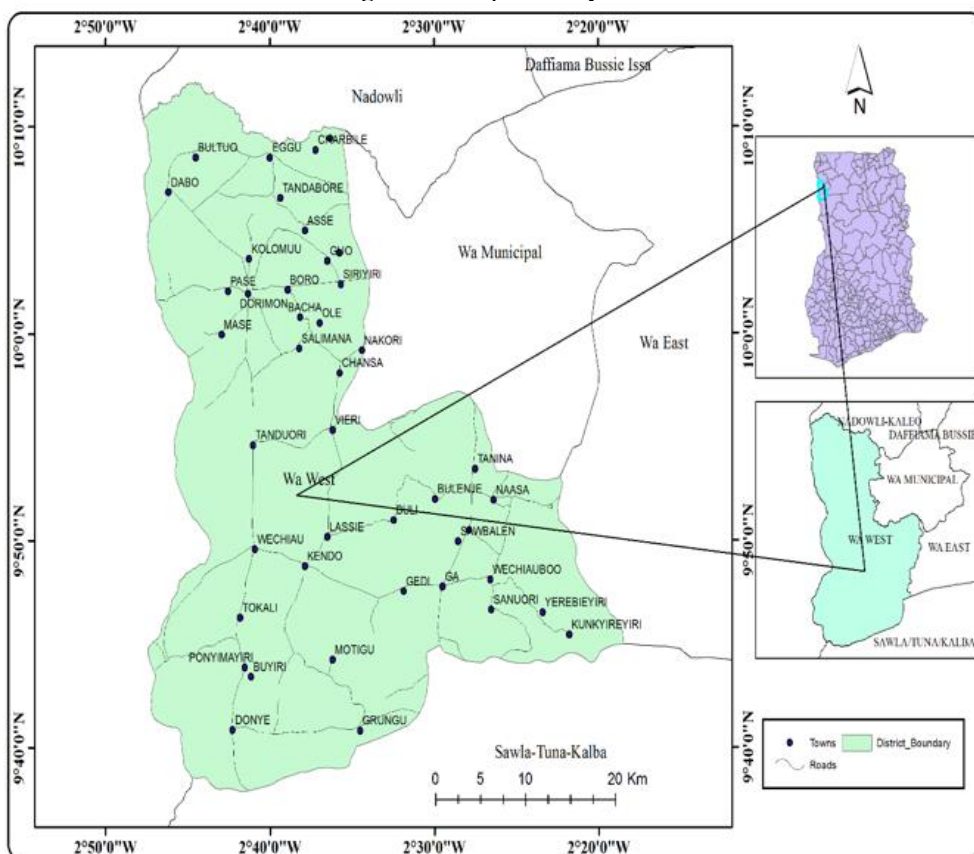 2°50'0"W 2°40'0"W 2°30'0"W 2°20'0"W
Daffiama Bussic Issa
Nadowli
N
10°10'0"N
10°10'0"N
CHARBILE
BULTUO
EGGU
DABO
TANDABORE
ASSE
Wa Municipal
KOLOMUU
GUO
SIRIYIRI
PASE
BORO
DORIMON
BACHA
OLE
MASE
SALIMANA
NAKORI
10°0'0"N
10°0'0"N
Wa East
CHANSA
VIERI
TANDUORI
TANINA
Wa West
BULENJE
NAASA
BULI
LASSIE
SAWBALEN
WECHIAU
9°50'0"N
9°50'0"N
KENDO
WECHIAUBOO
GEDI
GA
SANUORI
YEREBIEYIRI
TOKALI
KUNKYIREYIRI
MOTIGU
PONYIMAYIRI
BUYIRI
DONYE
GRUNGU
9°40'0"N
9°40'0"N
Sawla-Tuna-Kalba
0 5 10 20 Km
NADOWLI-KALEO
DAFFIAMA BUSSIE
WA MUNICIPAL
WA WEST
WA EAST
SAWLA/TUNA/KALBA
Towns
District_Boundary
Roads
2°50'0"W 2°40'0"W 2°30'0"W 2°20'0"W